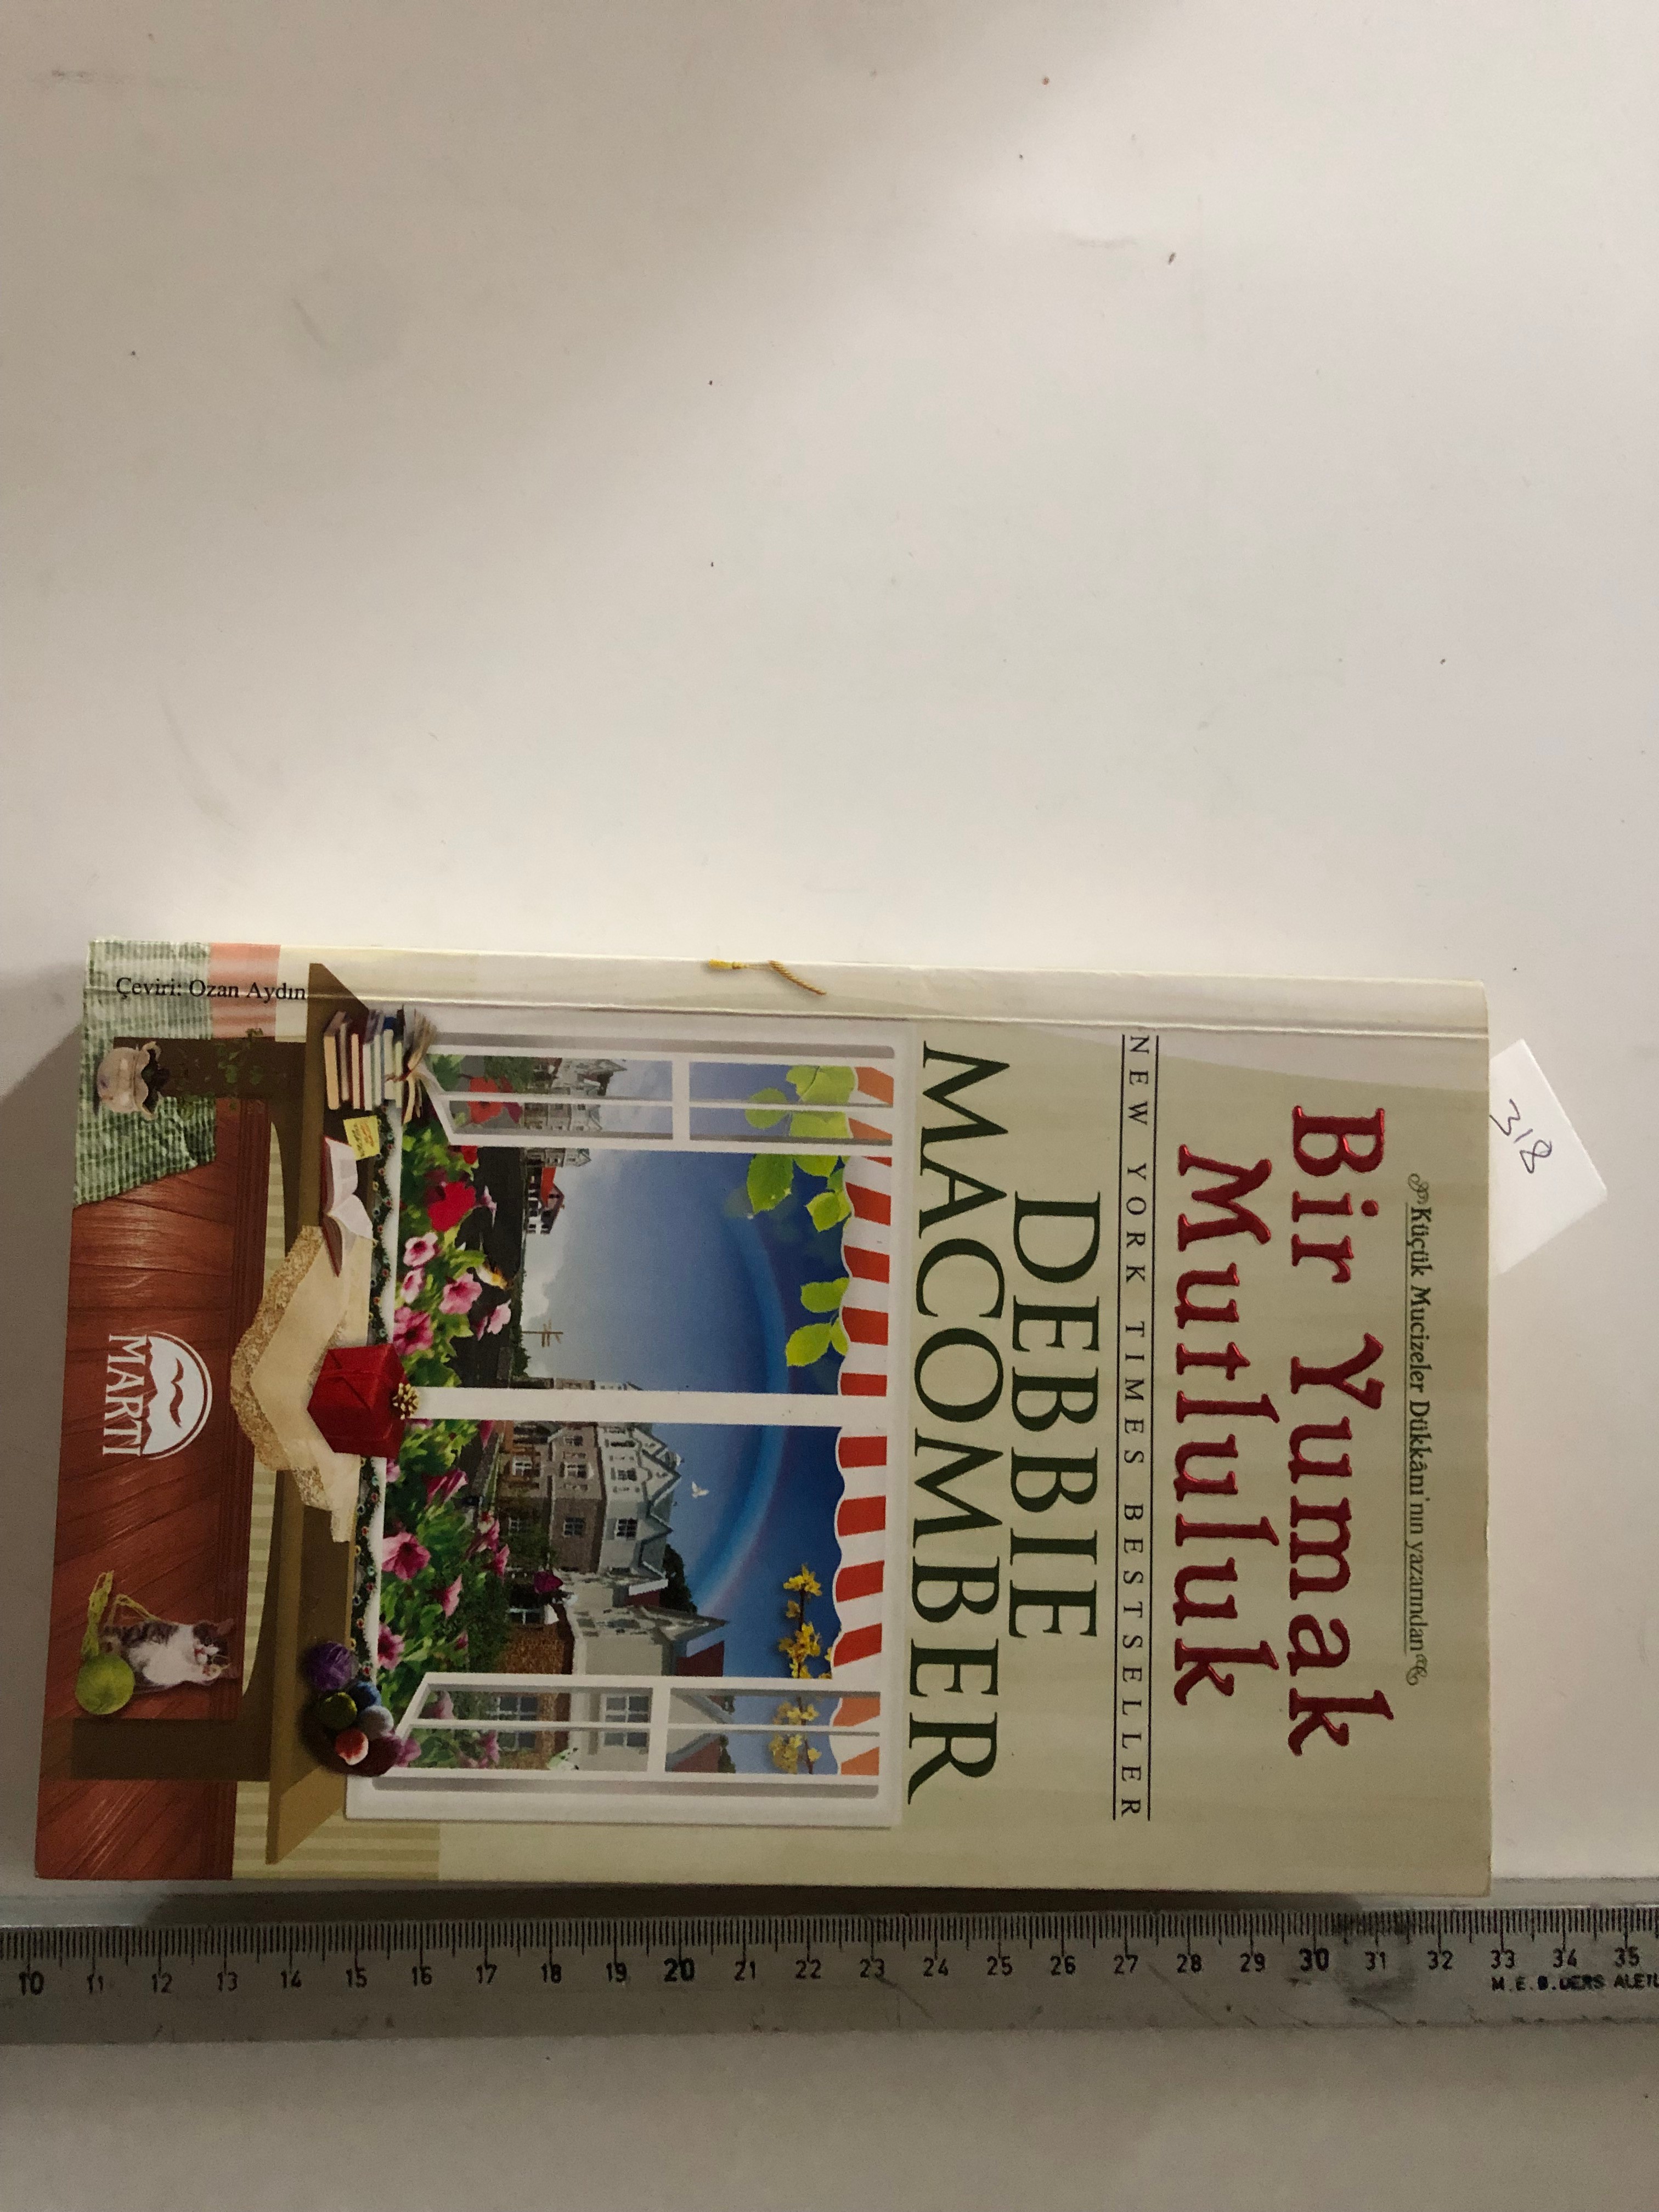 318
Küçük Mucizeler Dükkânı'nın yazarından
Bir Yumak
Mutluluk
NEW YORK TIMES BESTSELLER
DEBBIE
MACOMBER
MARTI
Çeviri: Ozan Aydın
10 11 12 13 14 15 16 17 18 19 20 21 22 23 24 25 26 27 28 29 30 31 32 33 34 35
M.E.B. DERS ALETL